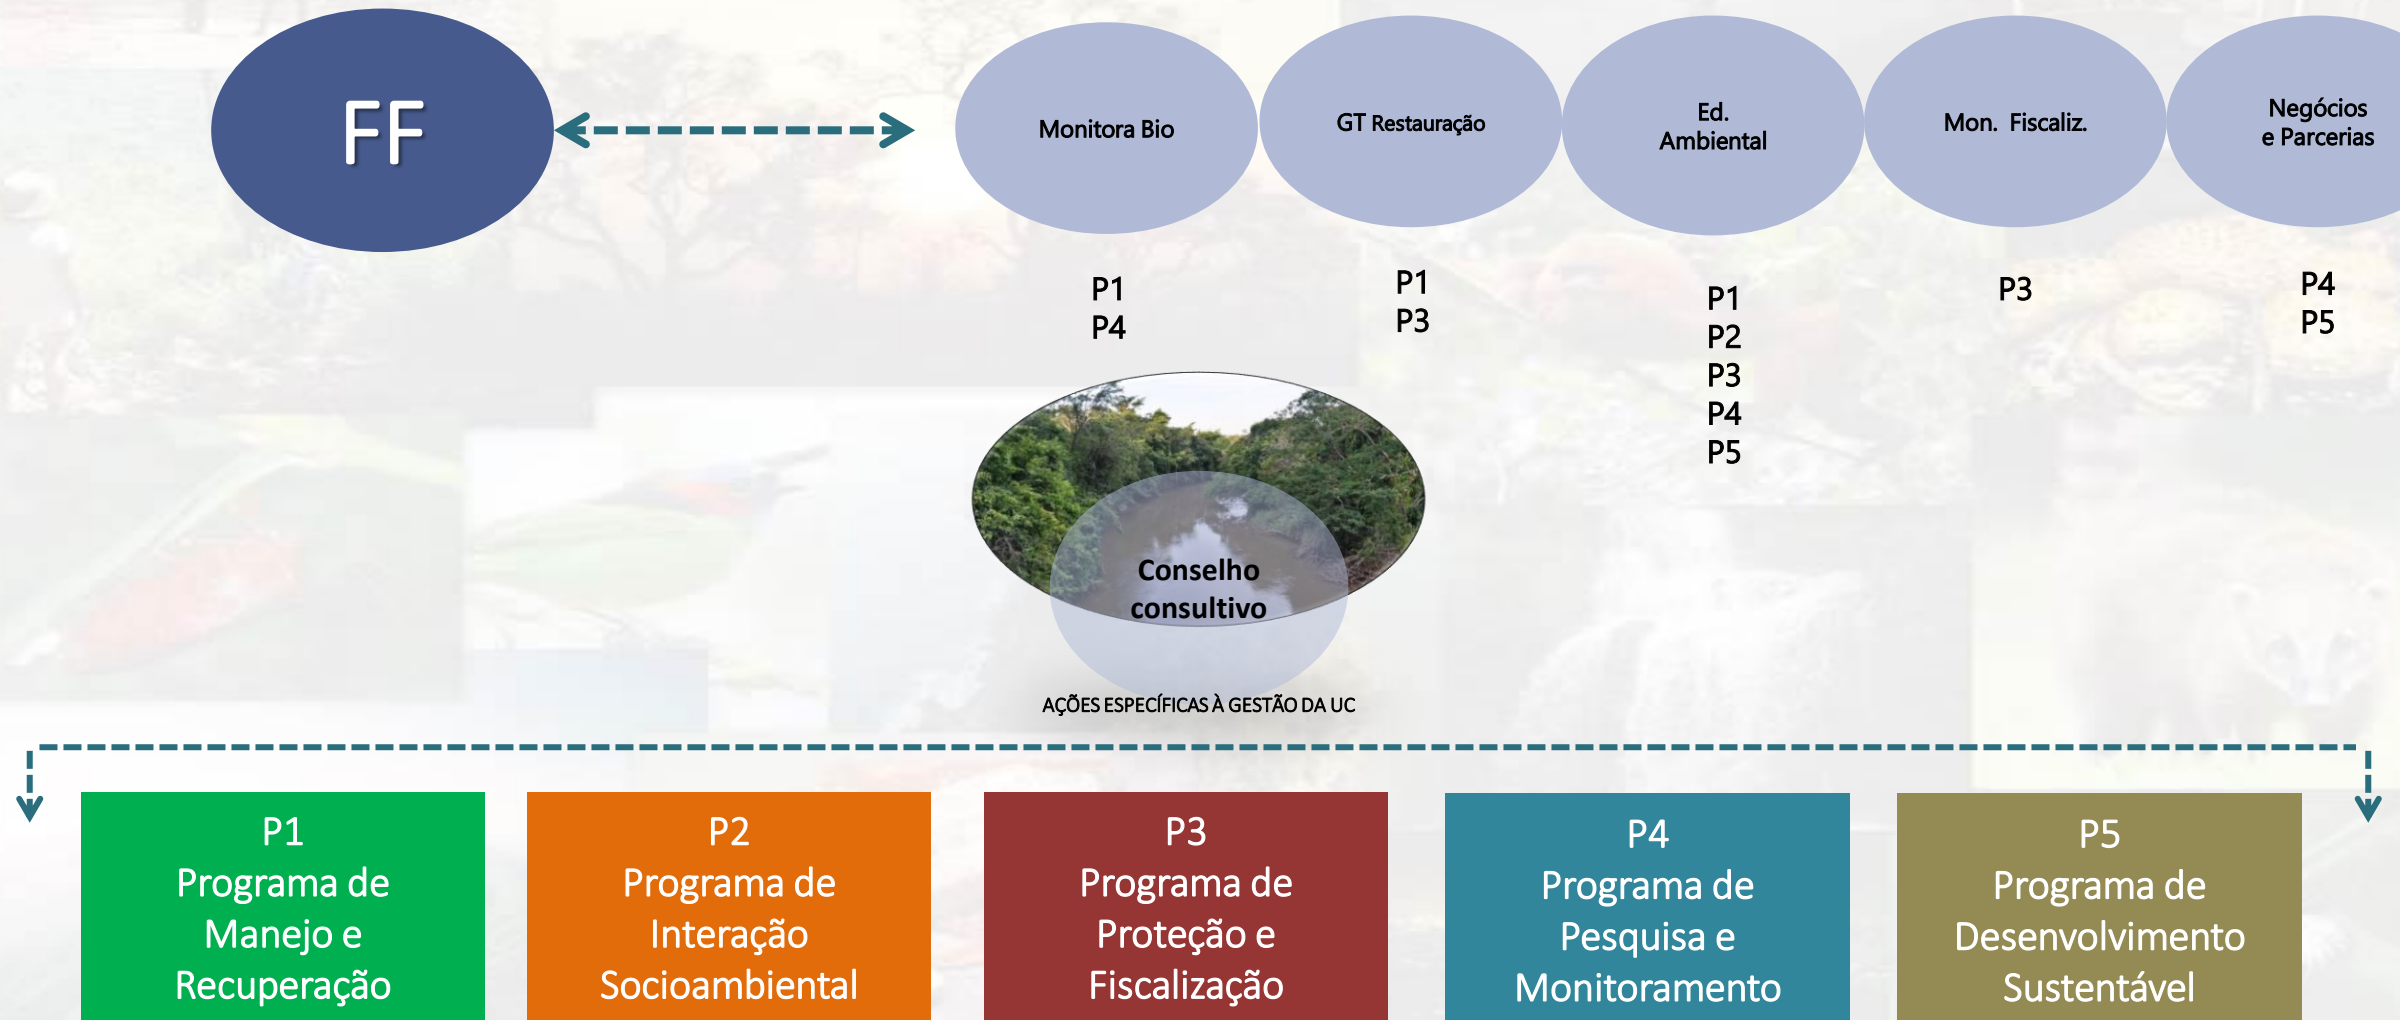 FF
Monitora Bio
GT Restauração
Ed.
Ambiental
Mon. Fiscaliz.
Negócios
e Parcerias
P1
P4
P1
P3
P1
P2
P3
P4
P5
P3
P4
P5
Conselho
consultivo
AÇÕES ESPECÍFICAS À GESTÃO DA UC
P1
Programa de
Manejo e
Recuperação
P2
Programa de
Interação
Socioambiental
P3
Programa de
Proteção e
Fiscalização
P4
Programa de
Pesquisa e
Monitoramento
P5
Programa de
Desenvolvimento
Sustentável